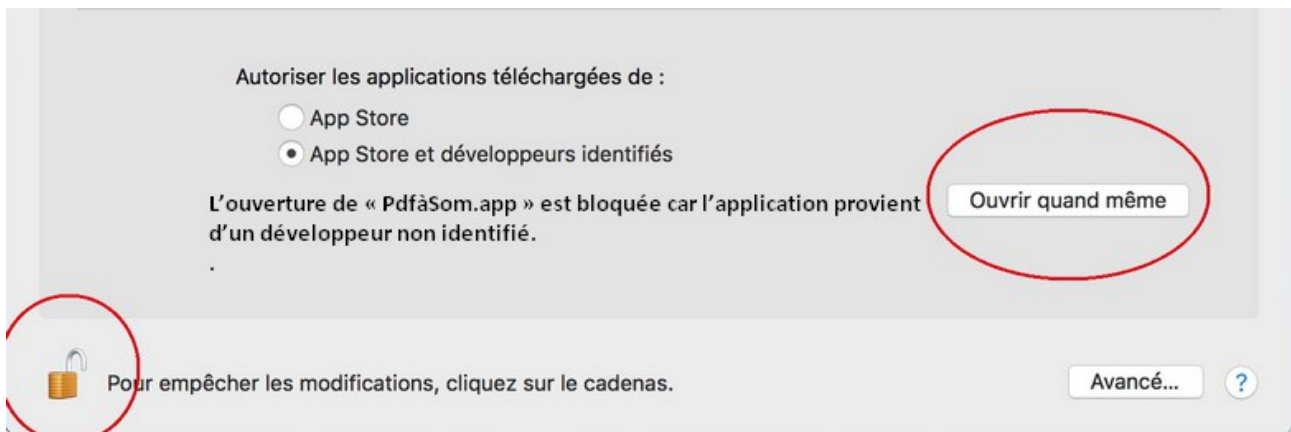 Autoriser les applications téléchargées de :
App Store
App Store et développeurs identifiés
L’ouverture de « PdfàSom.app » est bloquée car l’application provient
d’un développeur non identifié.
.
Ouvrir quand même
Pour empêcher les modifications, cliquez sur le cadenas.
Avancé...
?